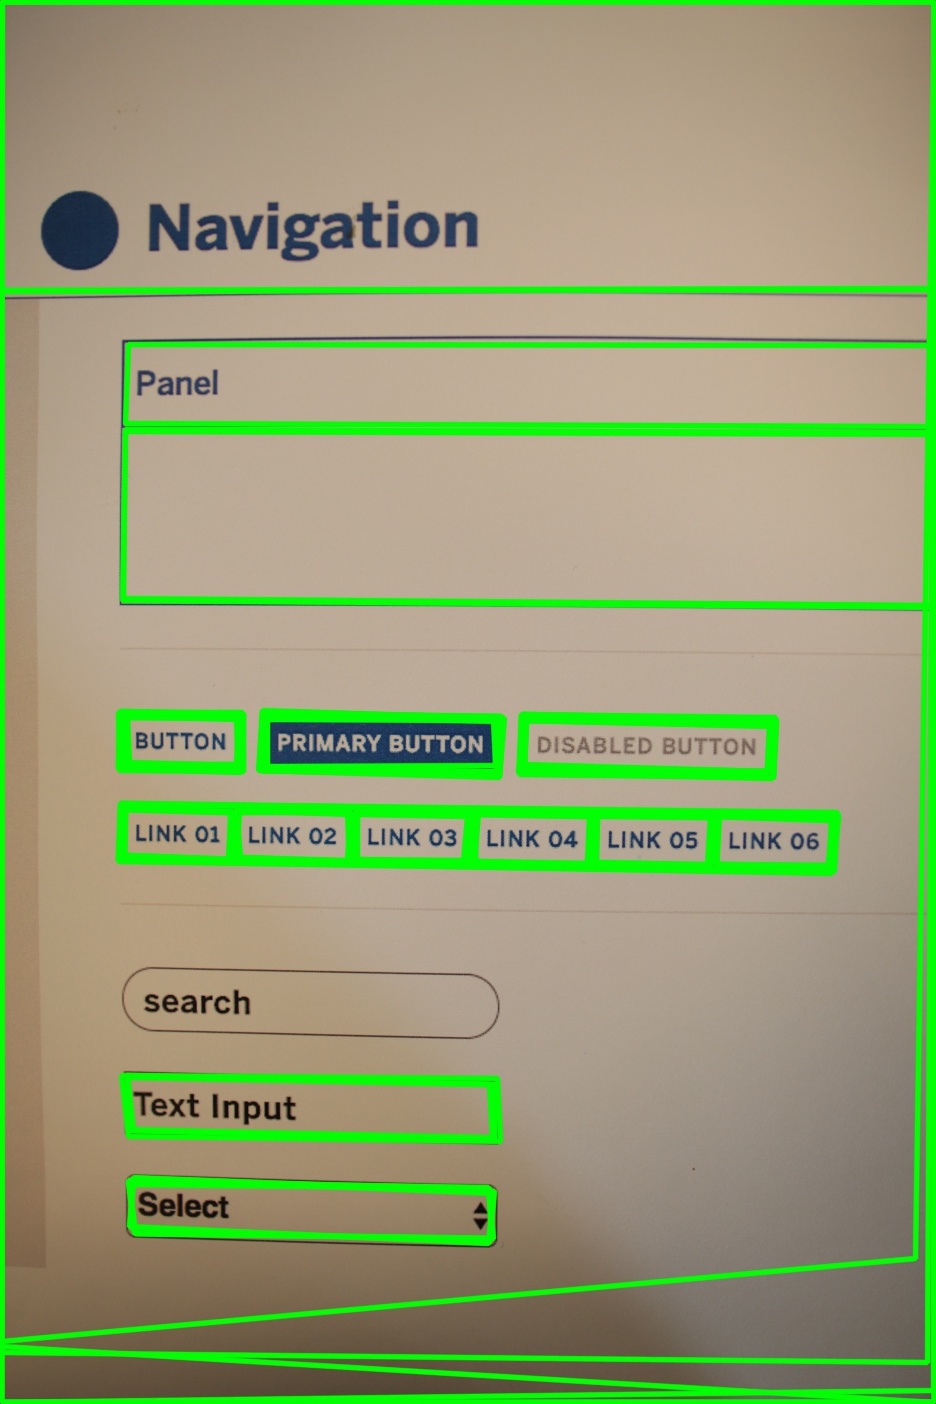 Navigation
Panel
BUTTON PRIMARY BUTTON DISABLED BUTTON
LINK 01 LINK 02 LINK 03 LINK 04 LINK 05 LINK 06
search
Text Input
Select